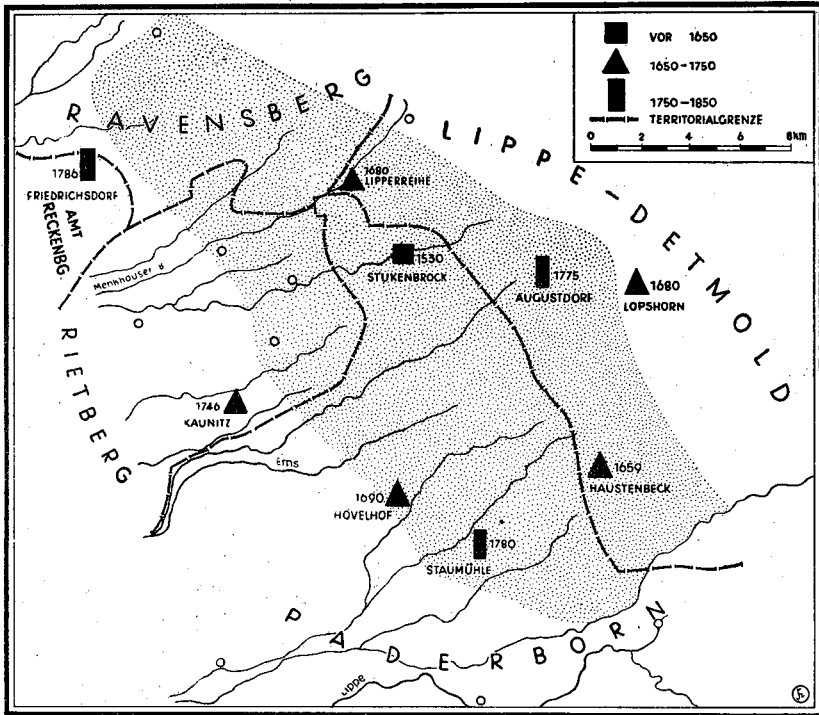 VOR 1650
1650-1750
1750-1850
TERRITORIALGRENZE
0 2 4 6 8km
RAVENSBERG
LIPPE-DETMOLD
1786
FRIEDRICHSDORF
AMT
RECKENBG.
1680
LIPPERREIHE
1530
STUKENBROCK
1775
AUGUSTDORF
1680
LOPSHORN
Menkhauser B
RIETBERG
1746
KAUNITZ
Ems
1690
HÖVELHOF
1659
HAUSTENBECK
1780
STAUMÜHLE
PADERBORN
Lippe